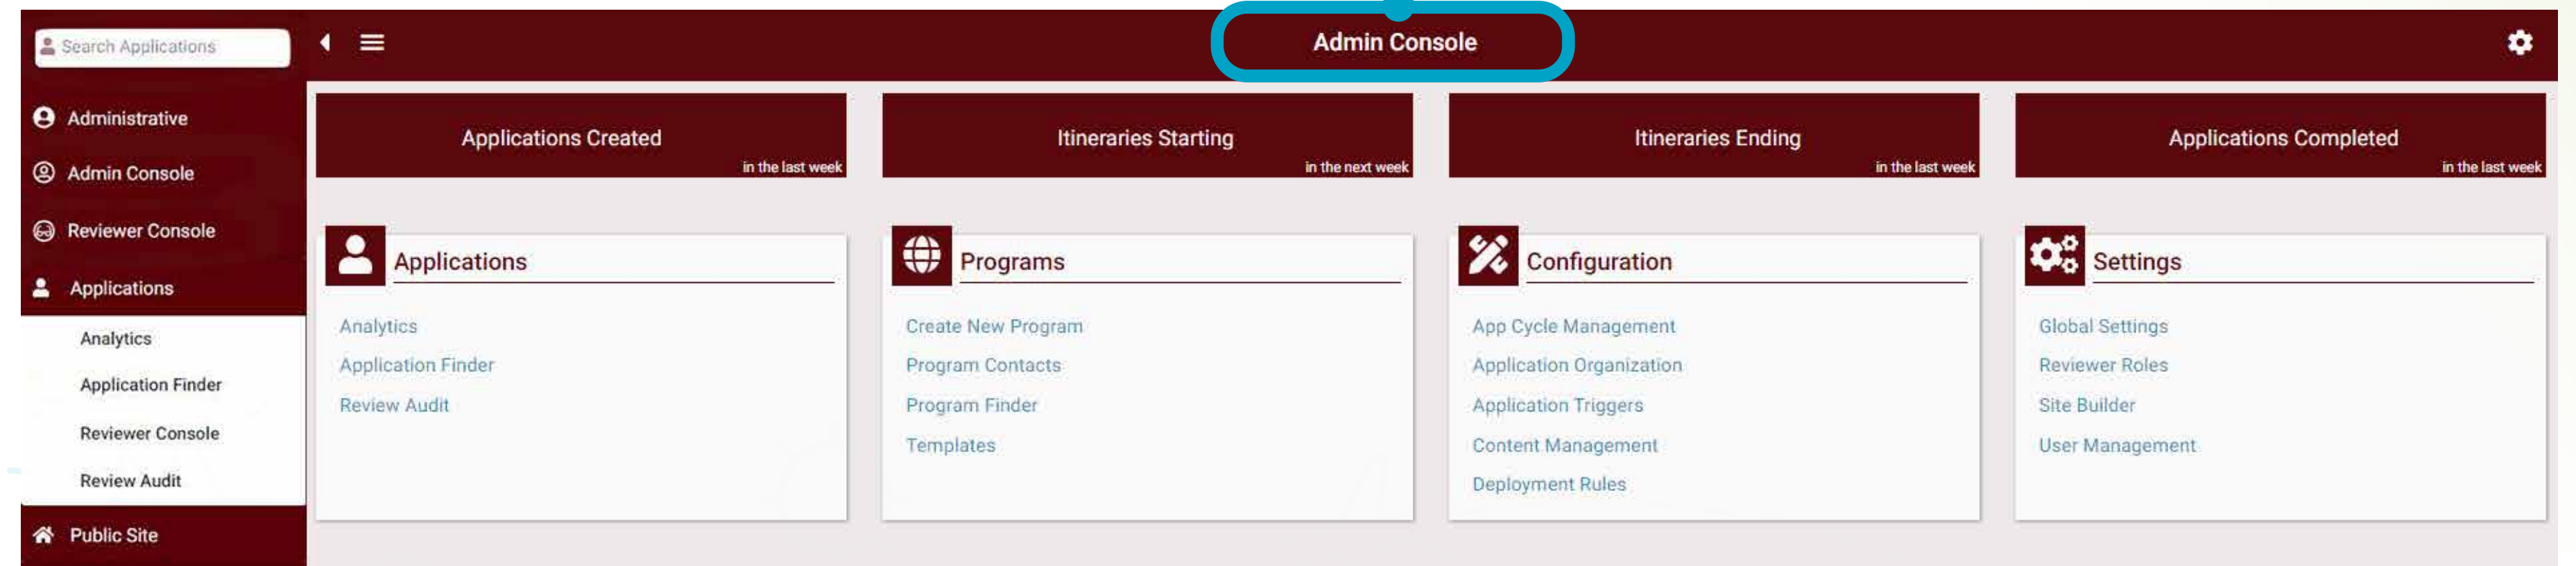 Search Applications
Administrative
Admin Console
Reviewer Console
Applications
Analytics
Application Finder
Reviewer Console
Review Audit
Public Site
Admin Console
Applications Created
in the last week
Itineraries Starting
in the next week
Itineraries Ending
in the last week
Applications Completed
in the last week
Applications
Analytics
Application Finder
Review Audit
Programs
Create New Program
Program Contacts
Program Finder
Templates
Configuration
App Cycle Management
Application Organization
Application Triggers
Content Management
Deployment Rules
Settings
Global Settings
Reviewer Roles
Site Builder
User Management